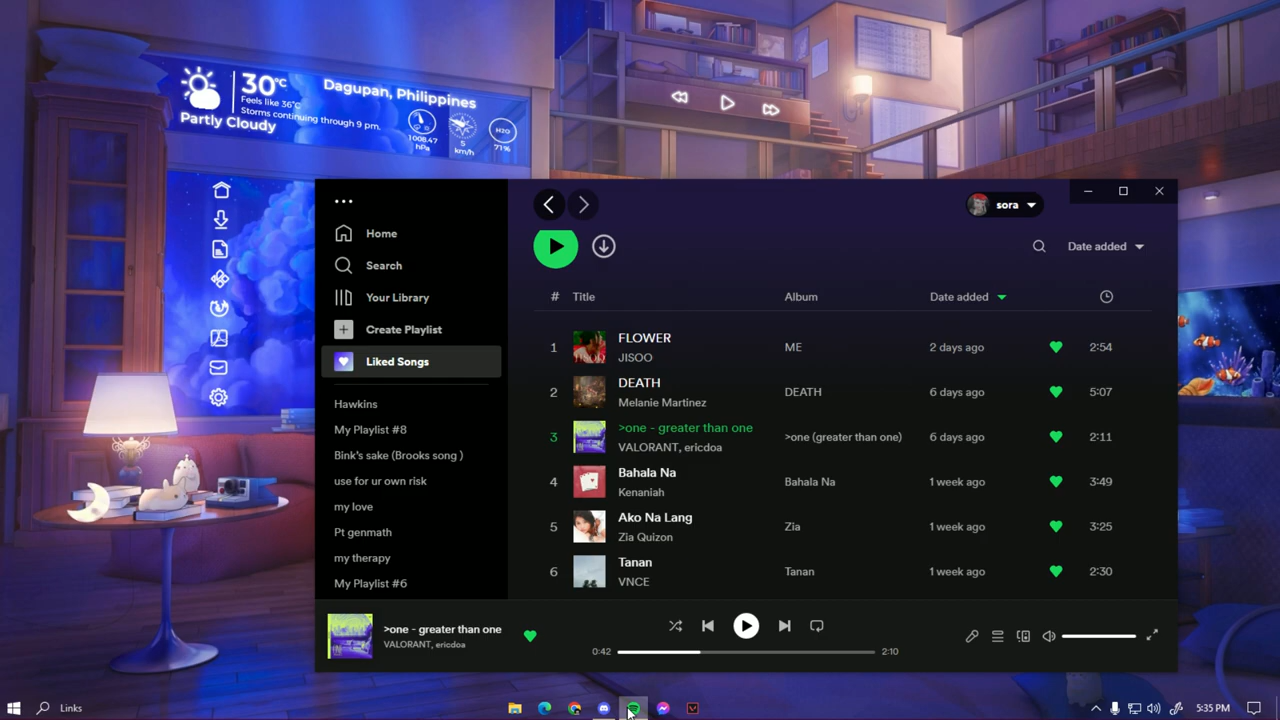 30°C
Feels like 36°C
Storms continuing through 9 pm.
Partly Cloudy
Dagupan, Philippines
1008.47
hPa
5
km/h
H2O
71%
sora
Home
Search
Your Library
Create Playlist
Liked Songs
Hawkins
My Playlist #8
Bink's sake (Brooks song )
use for ur own risk
my love
Pt genmath
my therapy
My Playlist #6
Date added
# Title Album Date added
1 FLOWER ME 2 days ago 2:54
JISOO
2 DEATH DEATH 6 days ago 5:07
Melanie Martinez
3 >one - greater than one >one (greater than one) 6 days ago 2:11
VALORANT, ericdoa
4 Bahala Na Bahala Na 1 week ago 3:49
Kenaniah
5 Ako Na Lang Zia 1 week ago 3:25
Zia Quizon
6 Tanan Tanan 1 week ago 2:30
VNCE
>one - greater than one
VALORANT, ericdoa
0:42 2:10
Links
5:35 PM